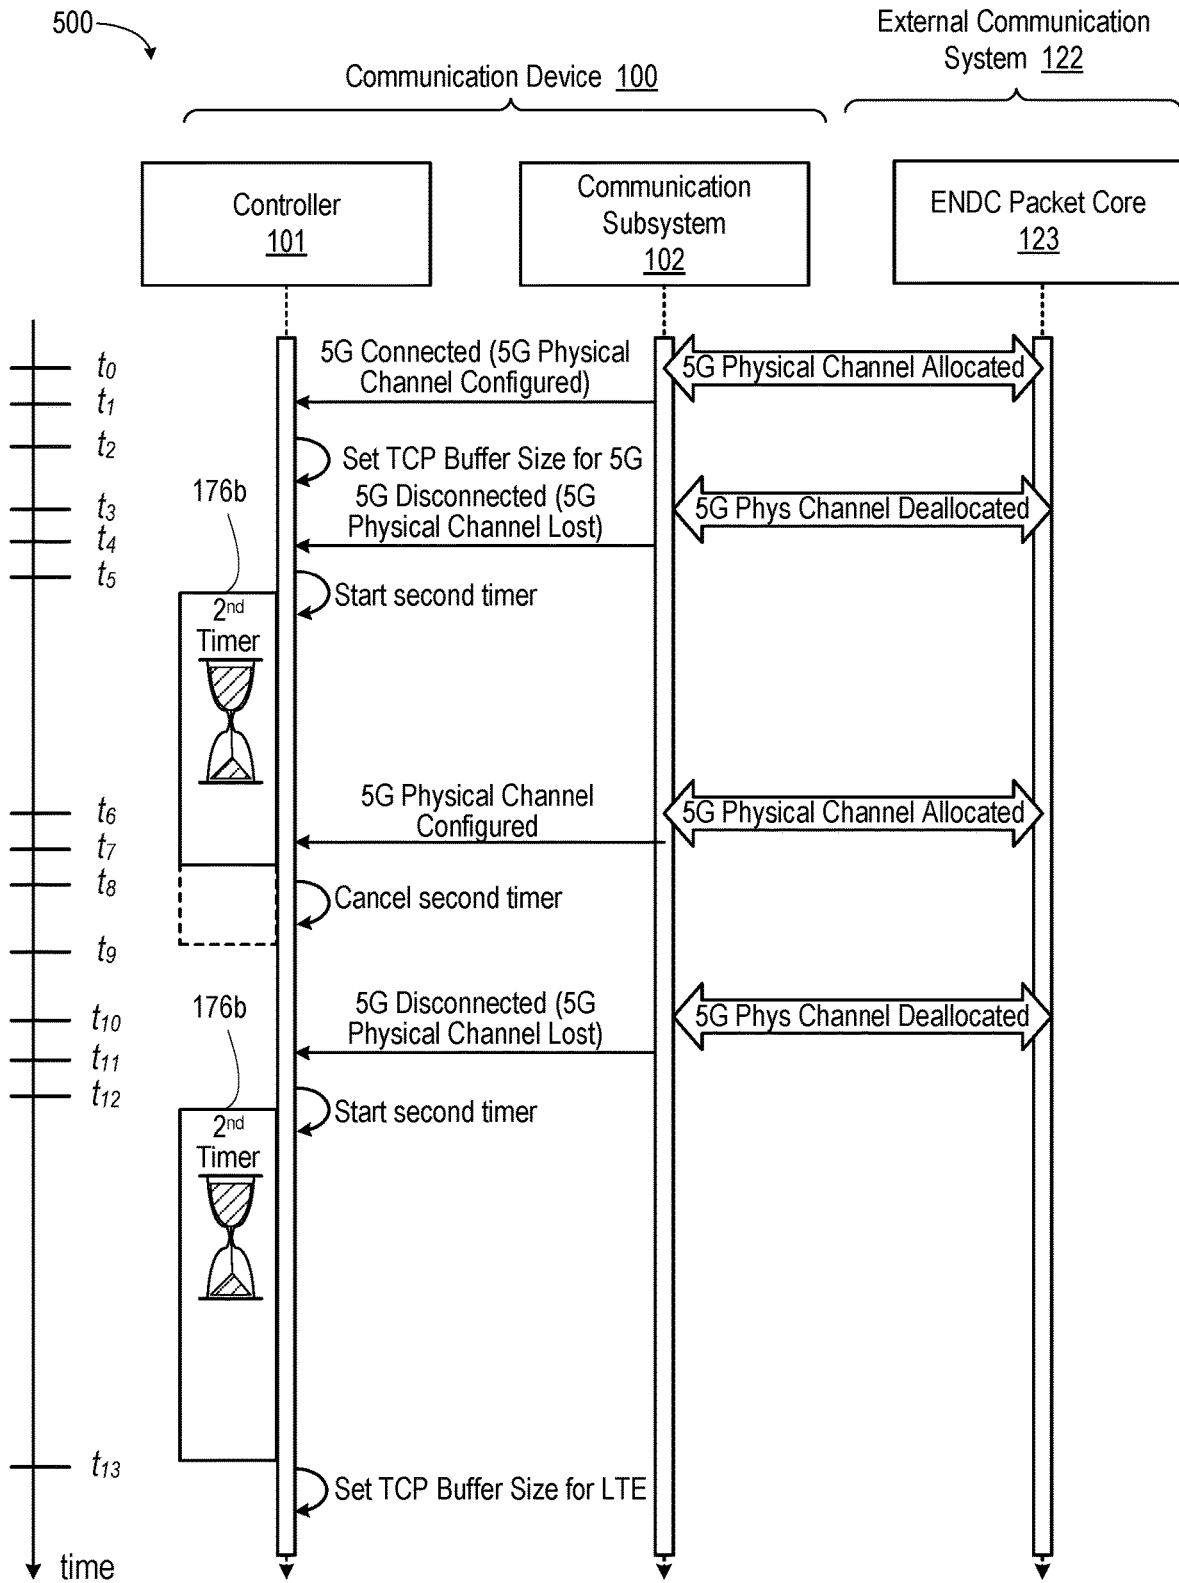 500
External Communication
System 122
Communication Device 100
Controller
101
Communication
Subsystem
102
ENDC Packet Core
123
t0
5G Connected (5G Physical
Channel Configured)
5G Physical Channel Allocated
t1
t2
Set TCP Buffer Size for 5G
176b
t3
5G Disconnected (5G
Physical Channel Lost)
5G Phys Channel Deallocated
t4
t5
Start second timer
2nd
Timer
t6
5G Physical Channel
Configured
5G Physical Channel Allocated
t7
t8
Cancel second timer
t9
176b
5G Disconnected (5G
Physical Channel Lost)
5G Phys Channel Deallocated
t10
t11
t12
Start second timer
2nd
Timer
t13
Set TCP Buffer Size for LTE
time